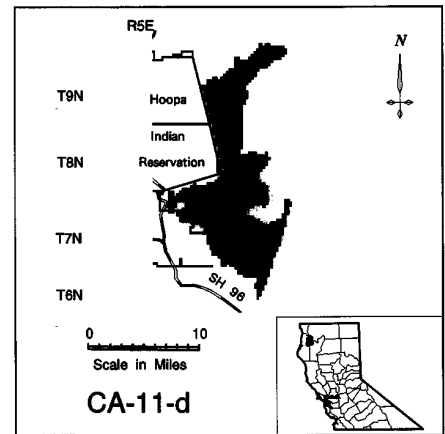 R5E
N
T9N
Hoopa
Indian
T8N
Reservation
T7N
T6N
SH 96
0 10
Scale in Miles
CA-11-d